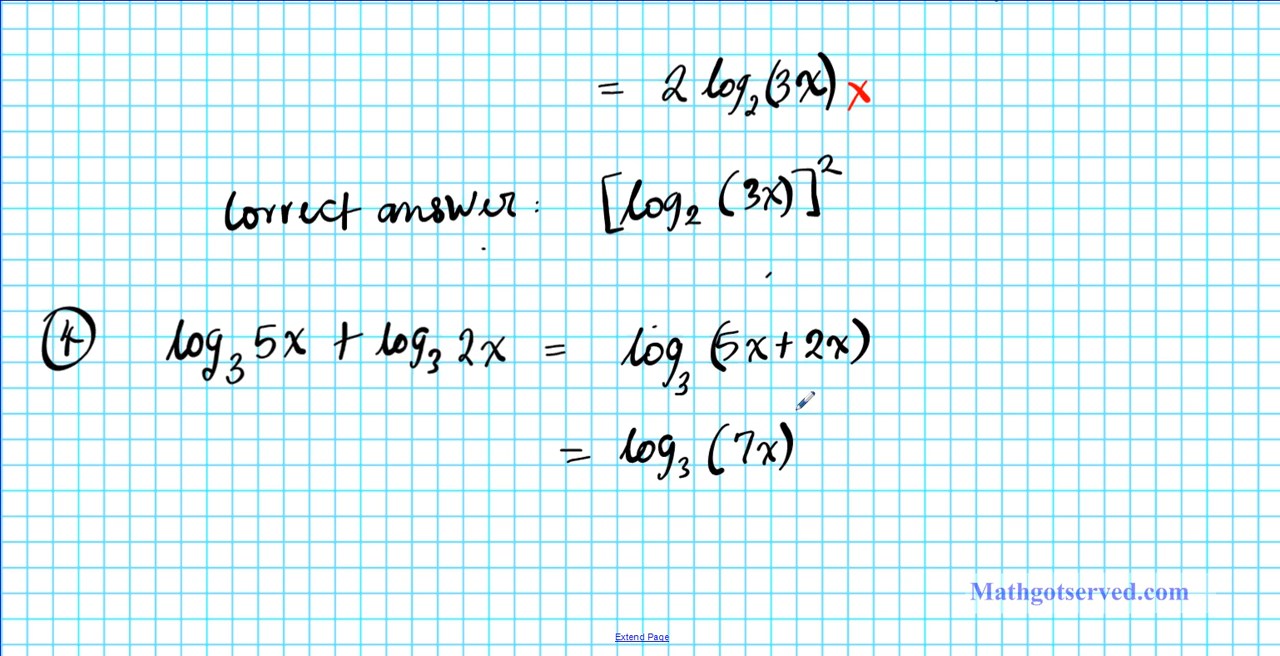 = 2 log₂(3x) x
Correct answer: [log₂(3x)]²
④ log₃ 5x + log₃ 2x = log₃ (5x + 2x)
= log₃ (7x)
Mathgotserved.com
Extend Page